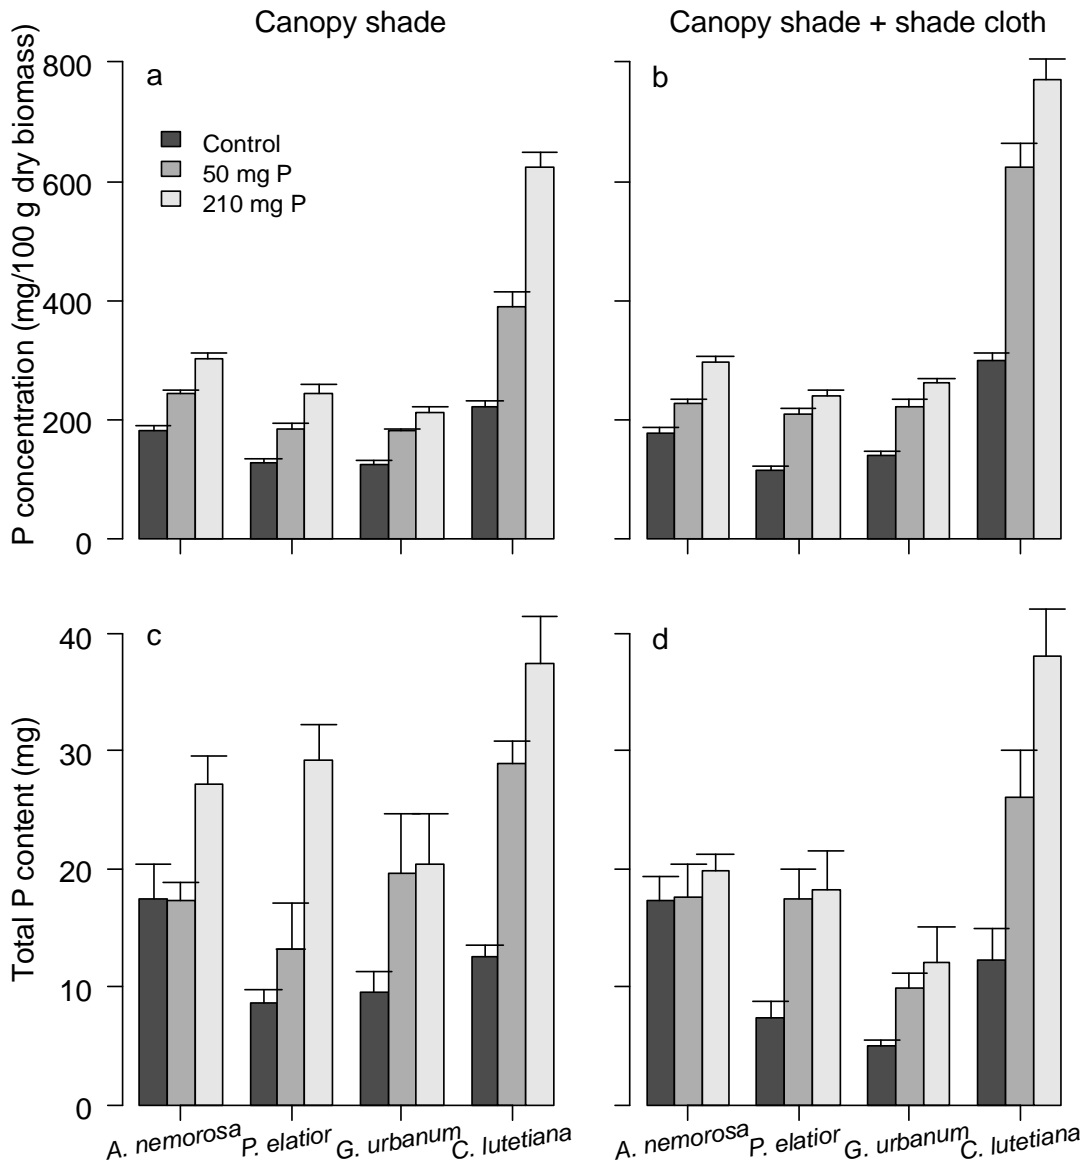 Canopy shade
Canopy shade + shade cloth
P concentration (mg/100 g dry biomass)
800
600
400
200
0
a
Control
50 mg P
210 mg P
b
Total P content (mg)
40
30
20
10
0
c
d
A. nemorosa
P. elatior
G. urbanum
C. lutetiana
A. nemorosa
P. elatior
G. urbanum
C. lutetiana